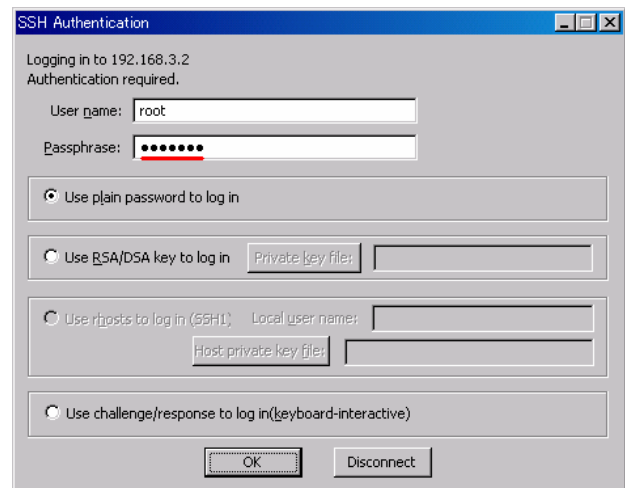 SSH Authentication
Logging in to 192.168.3.2
Authentication required.
User name: root
Passphrase: ●●●●●●●
Use plain password to log in
Use RSA/DSA key to log in Private key file:
Use rhosts to log in (SSH1) Local user name:
Host private key file:
Use challenge/response to log in(keyboard-interactive)
OK Disconnect